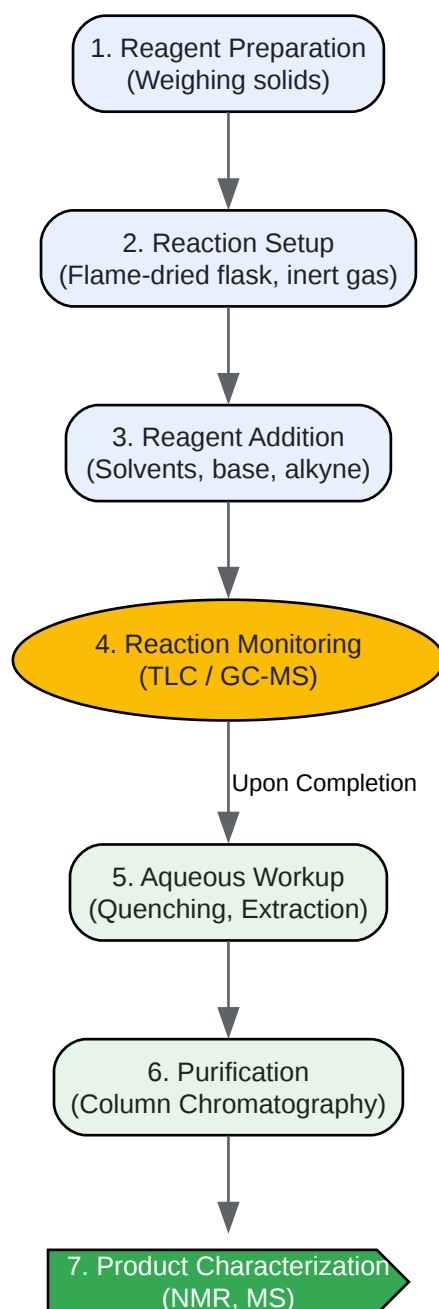 1. Reagent Preparation
(Weighing solids)
2. Reaction Setup
(Flame-dried flask, inert gas)
3. Reagent Addition
(Solvents, base, alkyne)
4. Reaction Monitoring
(TLC / GC-MS)
Upon Completion
5. Aqueous Workup
(Quenching, Extraction)
6. Purification
(Column Chromatography)
7. Product Characterization
(NMR, MS)